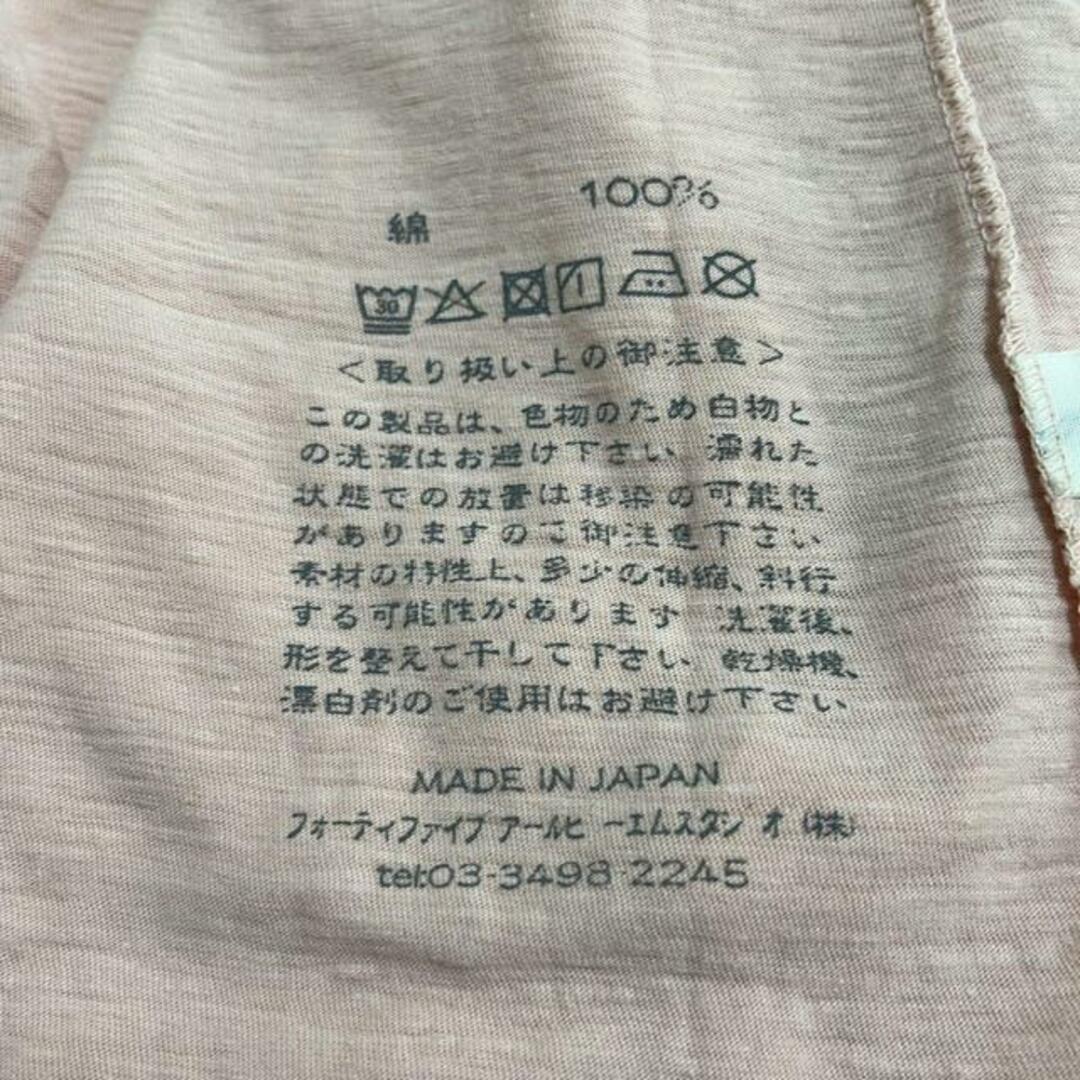 綿 100%
30
<取り扱い上の御注意>
この製品は、色物のため白物と
の洗濯はお避け下さい 濡れた
状態での放置は移染の可能性
がありますので御注意下さい
素材の特性上、多少の伸縮、斜行
する可能性があります 洗濯後、
形を整えて干して下さい 乾燥機、
漂白剤のご使用はお避け下さい
MADE IN JAPAN
フォーティファイブアールピーエムスタジオ(株)
tel:03-3498-2245